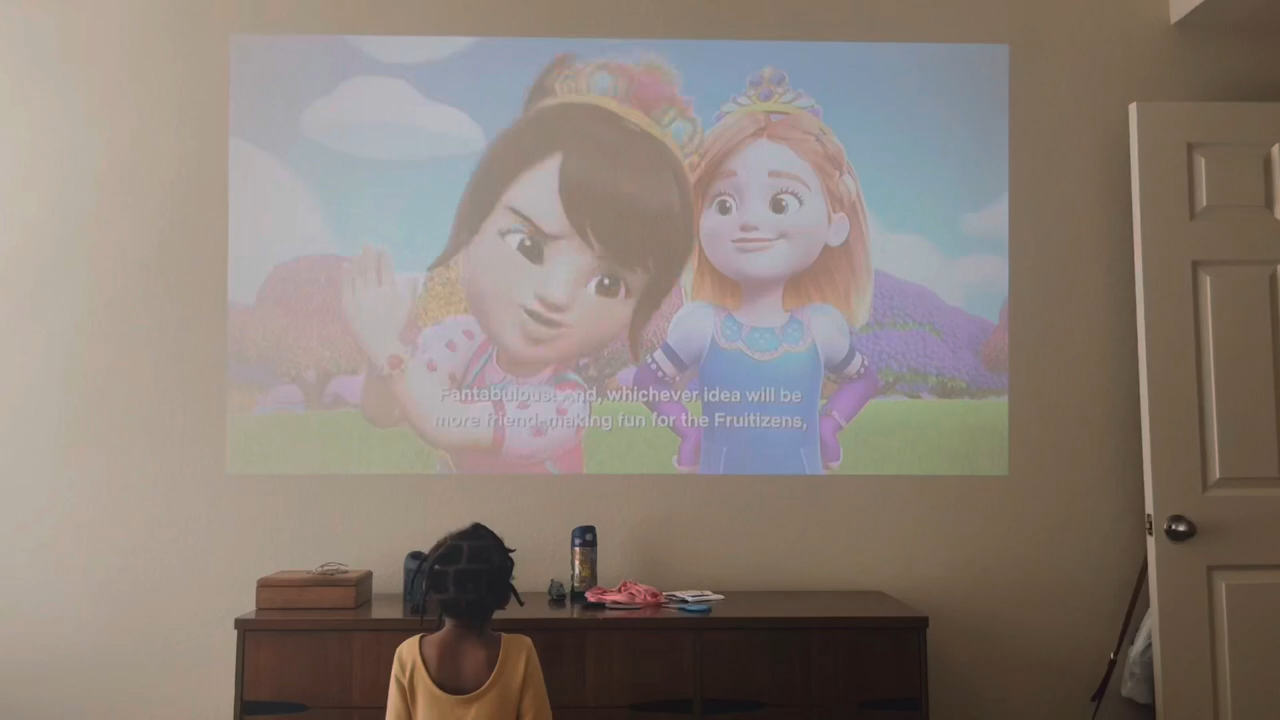 Fantabulous! And, whichever idea will be
more friend-making fun for the Fruitizens,